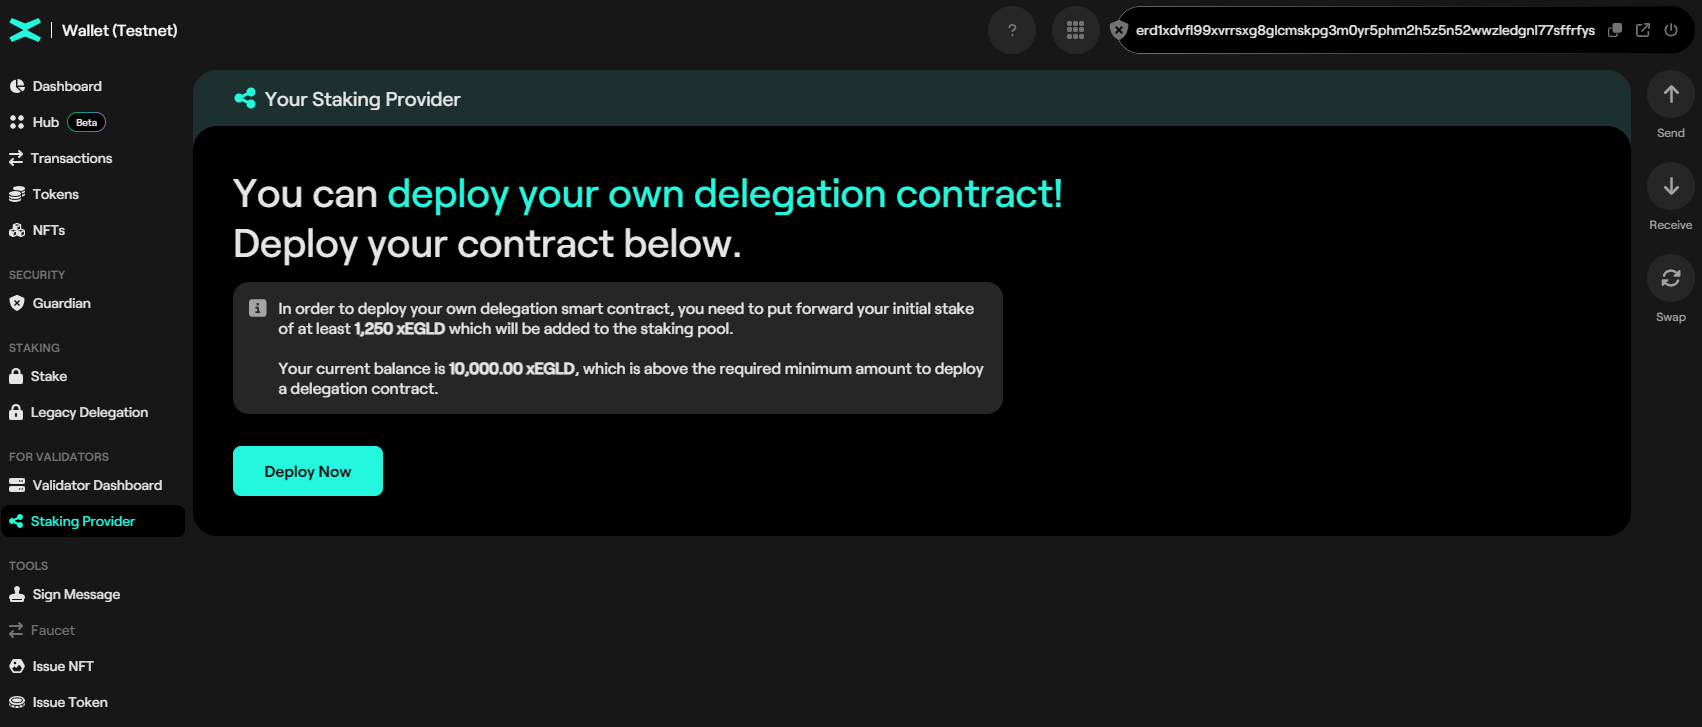 Wallet (Testnet)
?
erd1xdvfl99xvrrsxg8glcmskpg3m0yr5phm2h5z5n52wwzledgnl77sffrfys
Dashboard
Hub Beta
Transactions
Tokens
NFTs
SECURITY
Guardian
STAKING
Stake
Legacy Delegation
FOR VALIDATORS
Validator Dashboard
Staking Provider
TOOLS
Sign Message
Faucet
Issue NFT
Issue Token
Your Staking Provider
You can deploy your own delegation contract!
Deploy your contract below.
In order to deploy your own delegation smart contract, you need to put forward your initial stake
of at least 1,250 xEGLD which will be added to the staking pool.
Your current balance is 10,000.00 xEGLD, which is above the required minimum amount to deploy
a delegation contract.
Deploy Now
Send
Receive
Swap